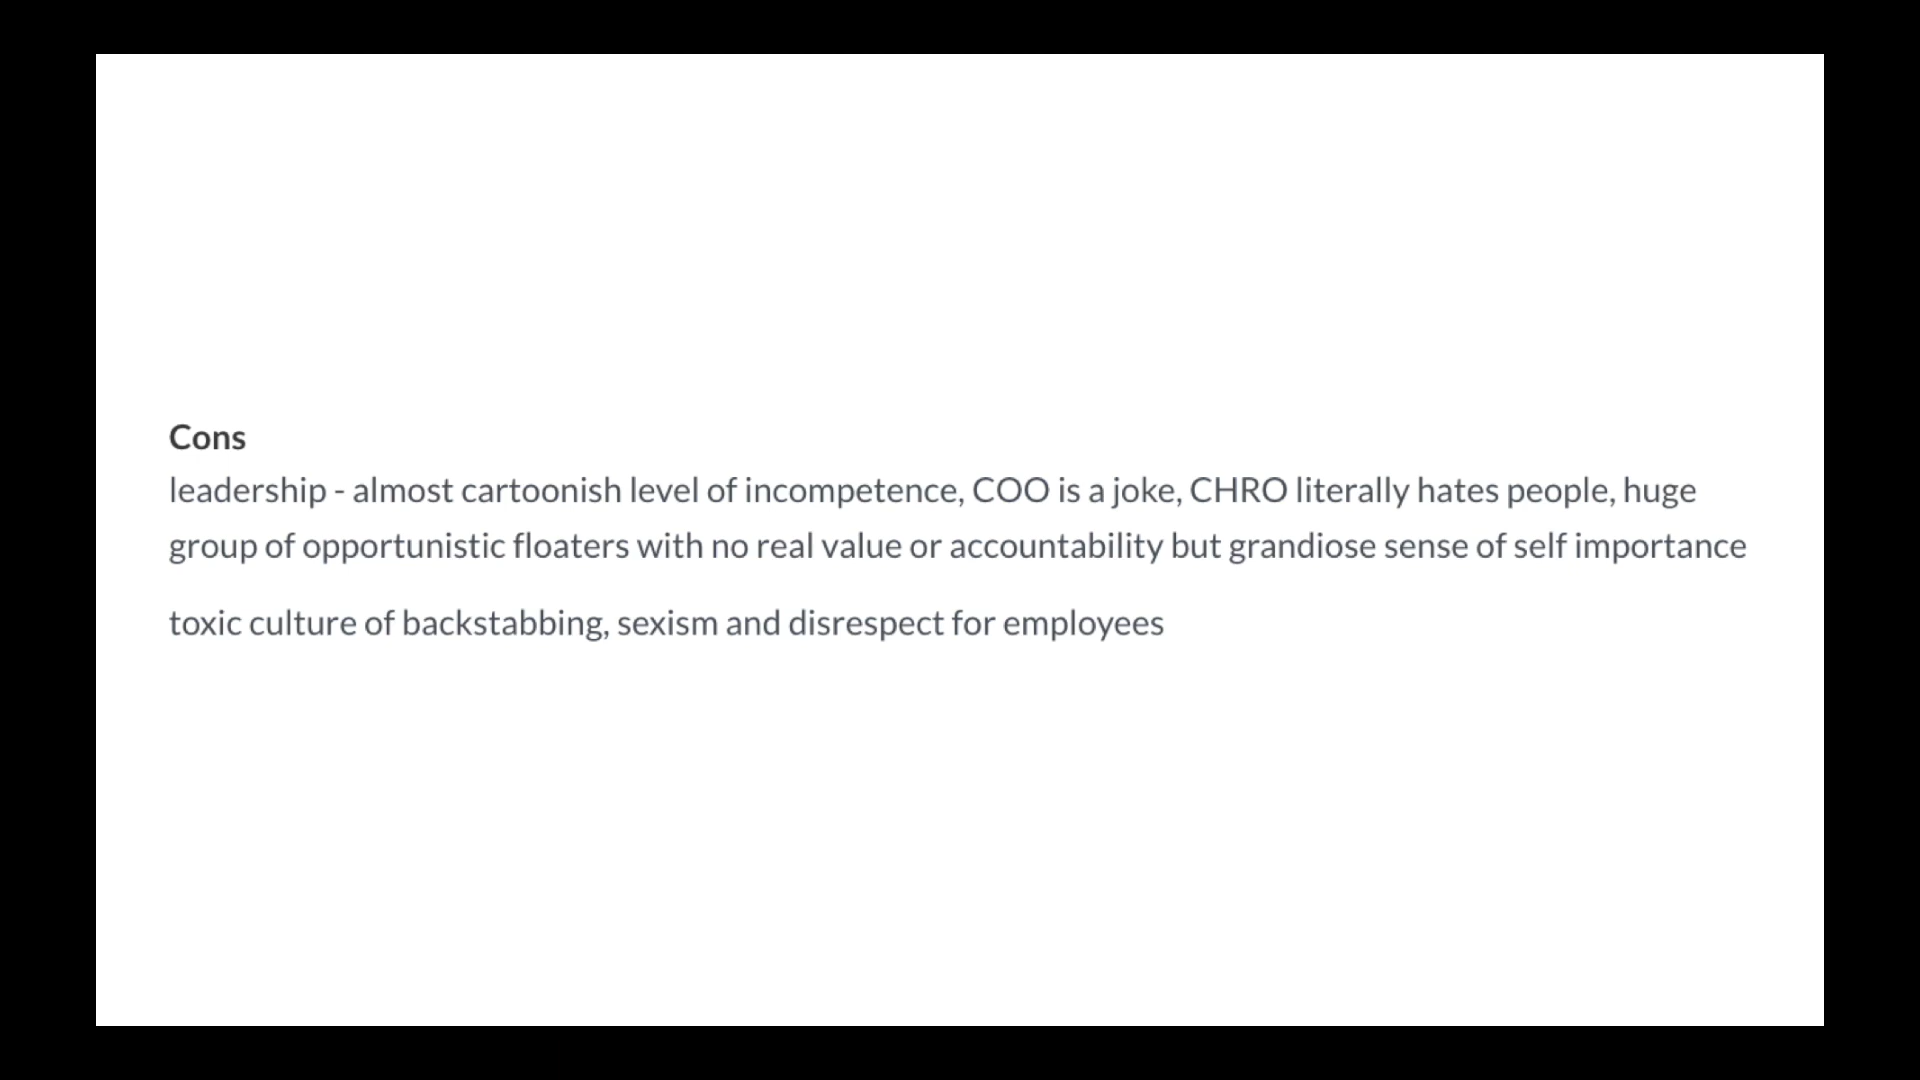 Cons
leadership - almost cartoonish level of incompetence, COO is a joke, CHRO literally hates people, huge
group of opportunistic floaters with no real value or accountability but grandiose sense of self importance
toxic culture of backstabbing, sexism and disrespect for employees